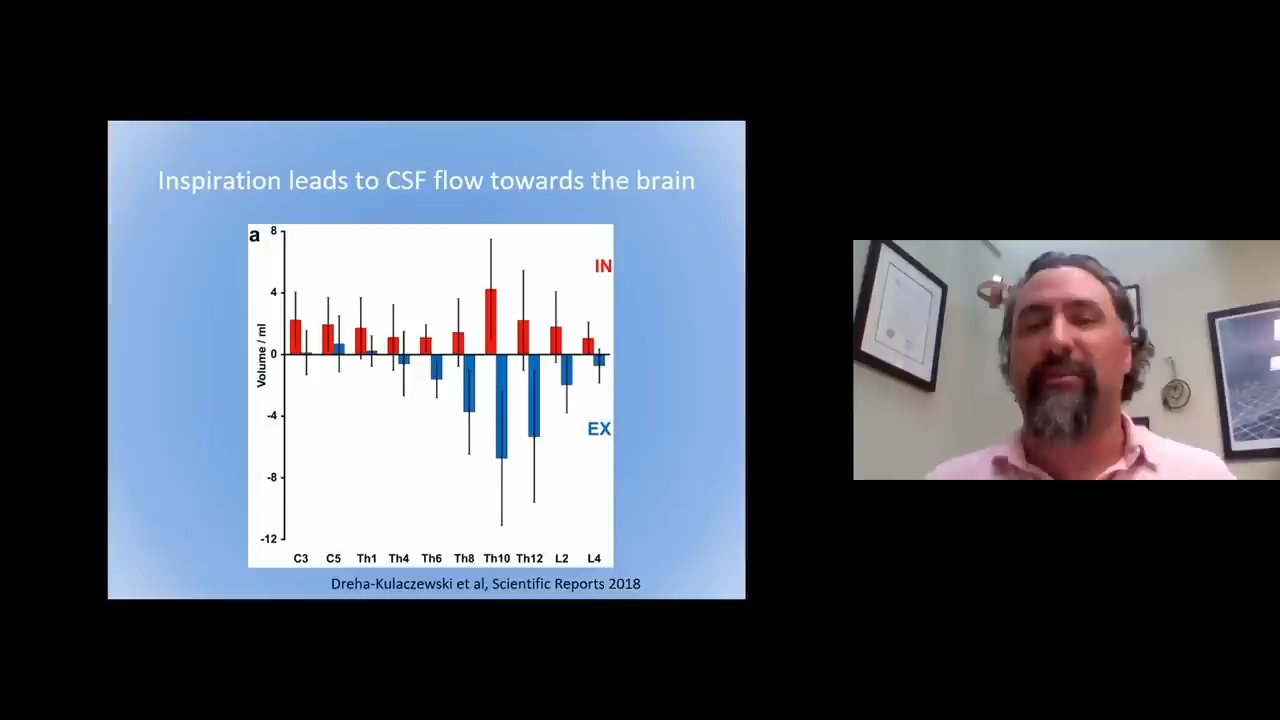 Inspiration leads to CSF flow towards the brain
a
8
IN
4
Volume / ml
0
-4
EX
-8
-12
C3 C5 Th1 Th4 Th6 Th8 Th10 Th12 L2 L4
Dreha-Kulaczewski et al, Scientific Reports 2018